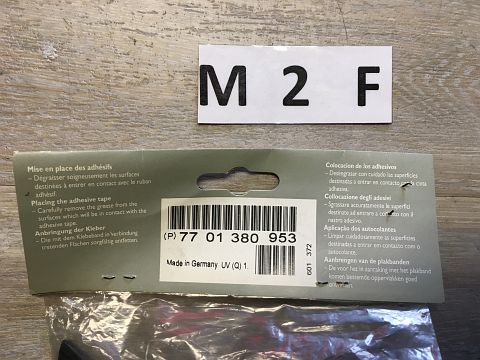 M 2 F
Mise en place des adhésifs
– Dégraisser soigneusement les surfaces
destinées à entrer en contact avec le ruban
adhésif.
Placing the adhesive tape
– Carefully remove the grease from the
surfaces which will be in contact with the
adhesive tape.
Anbringung der Kleber
– Die mit dem Klebeband in Verbindung
tretenden Flächen sorgfältig entfetten.
(P) 77 01 380 953
Made in Germany UV (Q) 1.
601 372
Colocacion de los adhesivos
– Desengrasar con cuidado las superficies
destinadas a entrar en contacto con la cinta
adhesiva.
Collocazione degli adesivi
– Sgrassare accuratamente le superfici
destinate ad entrare a contatto con il
nastro adesivo.
Aplicação dos autocolantes
– Limpar cuidadosamente as superfícies
destinadas a entrar em contacto com o
autocolante.
Aanbrengen van de plakbanden
– De voor het in aanraking met het plakband
komen bestemde oppervlakken goed